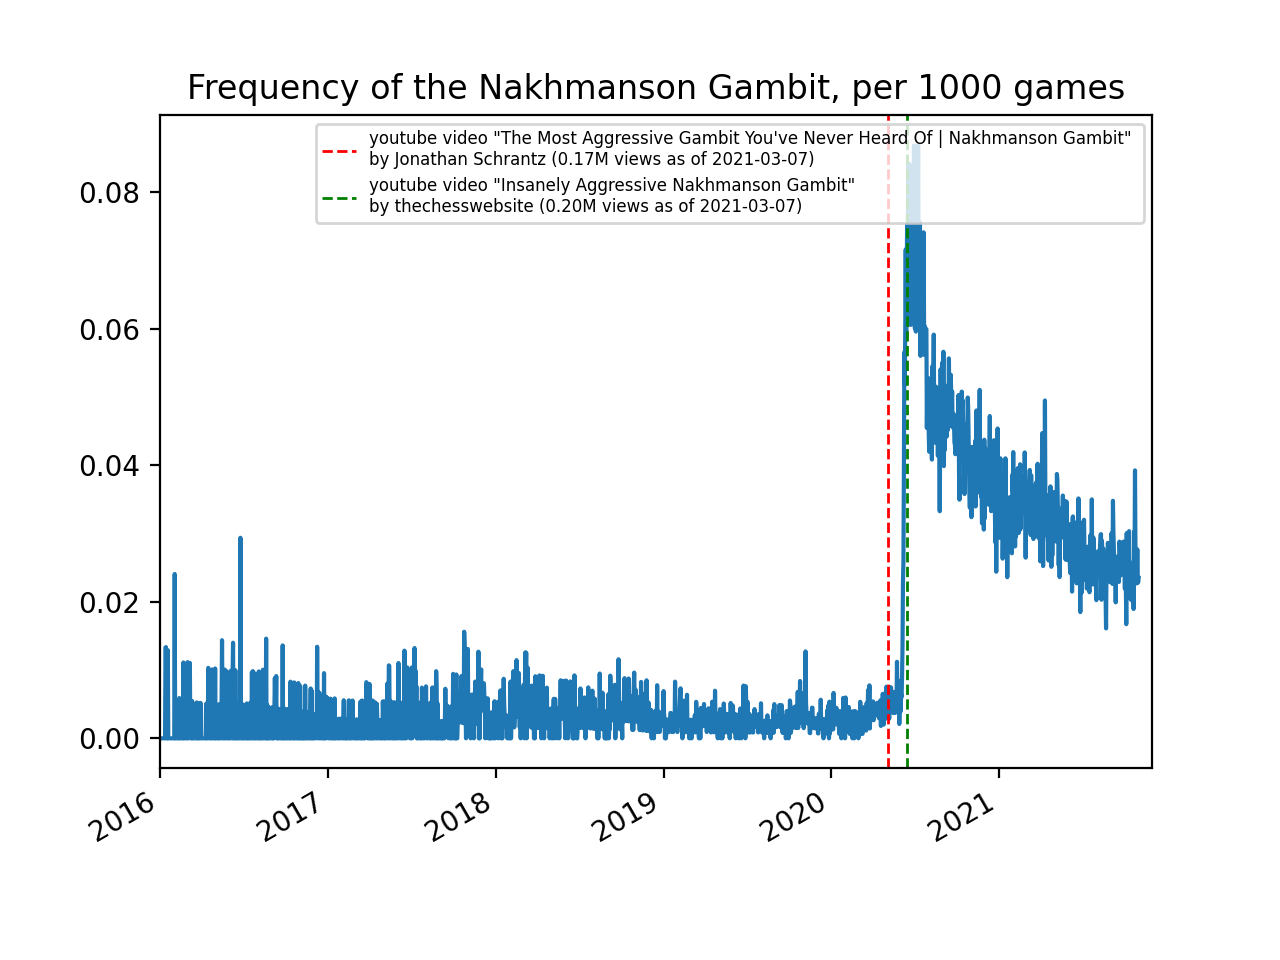 Frequency of the Nakhmanson Gambit, per 1000 games
youtube video "The Most Aggressive Gambit You've Never Heard Of | Nakhmanson Gambit"
by Jonathan Schrantz (0.17M views as of 2021-03-07)
youtube video "Insanely Aggressive Nakhmanson Gambit"
by thechesswebsite (0.20M views as of 2021-03-07)
0.08
0.06
0.04
0.02
0.00
2016
2017
2018
2019
2020
2021